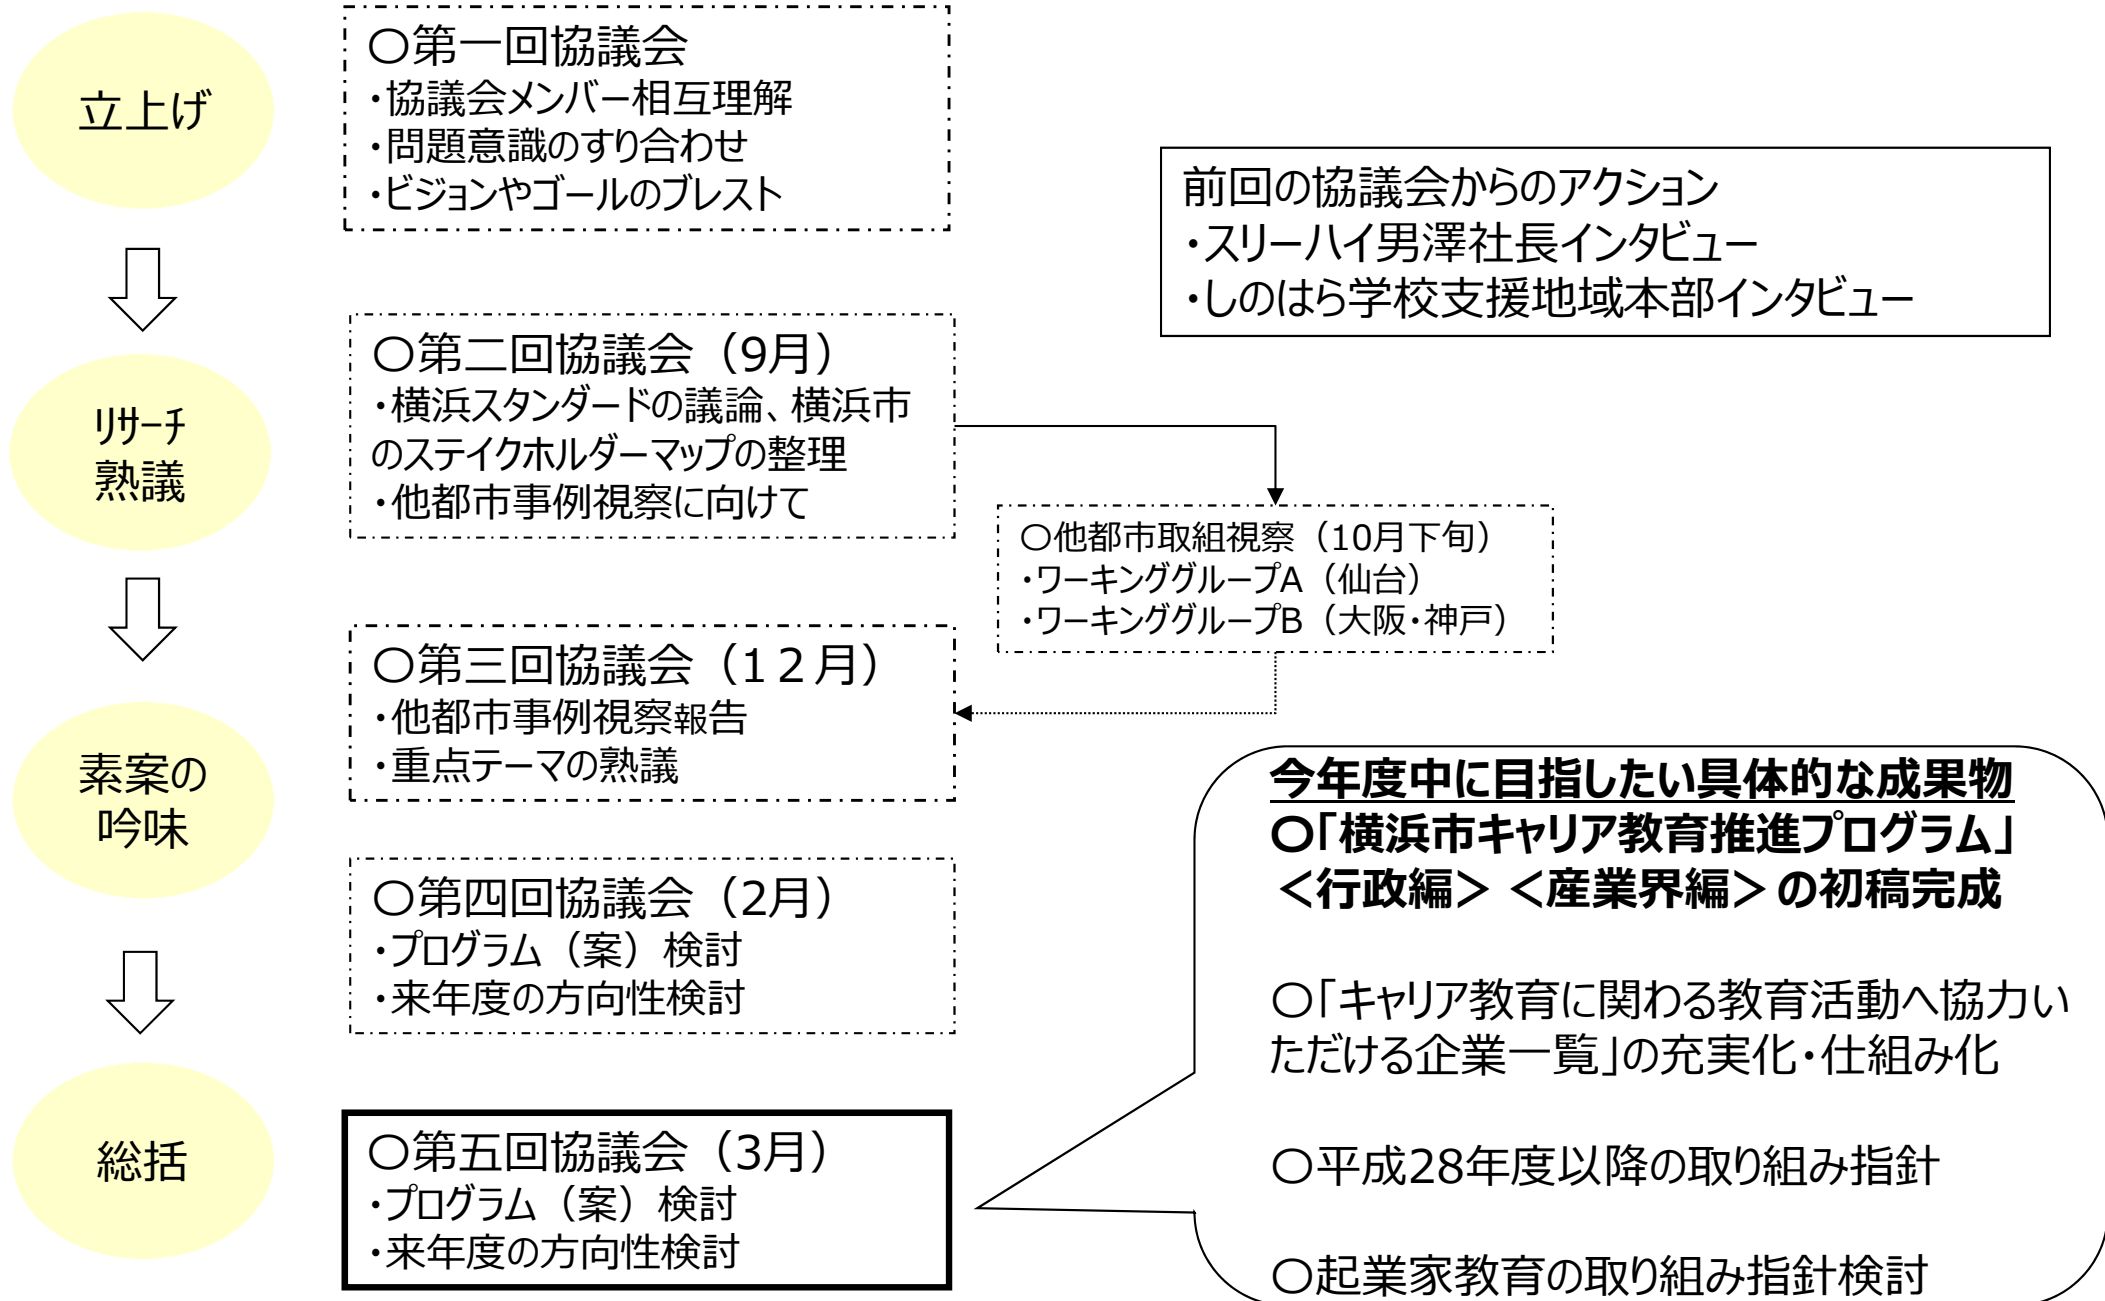 立上げ
〇第一回協議会
・協議会メンバー相互理解
・問題意識のすり合わせ
・ビジョンやゴールのブレスト
前回の協議会からのアクション
・スリーハイ男澤社長インタビュー
・しのはら学校支援地域本部インタビュー
リサーチ
熟議
〇第二回協議会（9月）
・横浜スタンダードの議論、横浜市
のステイクホルダーマップの整理
・他都市事例視察に向けて
〇他都市取組視察（10月下旬）
・ワーキンググループA（仙台）
・ワーキンググループB（大阪・神戸）
〇第三回協議会（1２月）
・他都市事例視察報告
・重点テーマの熟議
素案の
吟味
〇第四回協議会（2月）
・プログラム（案）検討
・来年度の方向性検討
総括
〇第五回協議会（3月）
・プログラム（案）検討
・来年度の方向性検討
今年度中に目指したい具体的な成果物
〇「横浜市キャリア教育推進プログラム」
＜行政編＞＜産業界編＞の初稿完成
〇「キャリア教育に関わる教育活動へ協力い
ただける企業一覧」の充実化・仕組み化
〇平成28年度以降の取り組み指針
〇起業家教育の取り組み指針検討